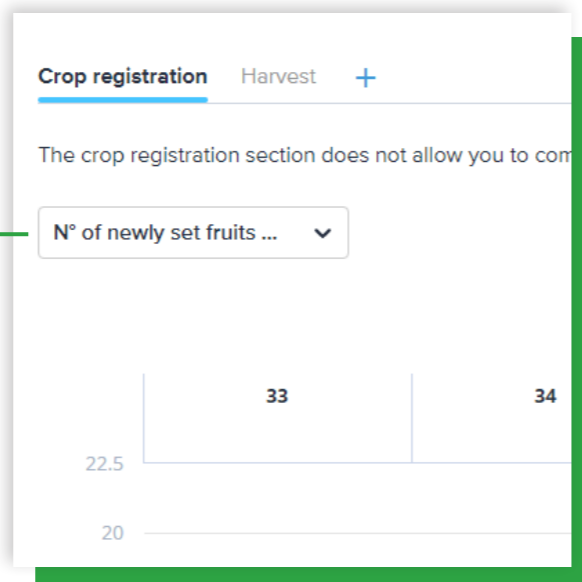 Crop registration Harvest +
The crop registration section does not allow you to com
N° of newly set fruits ...
33 34
22.5
20